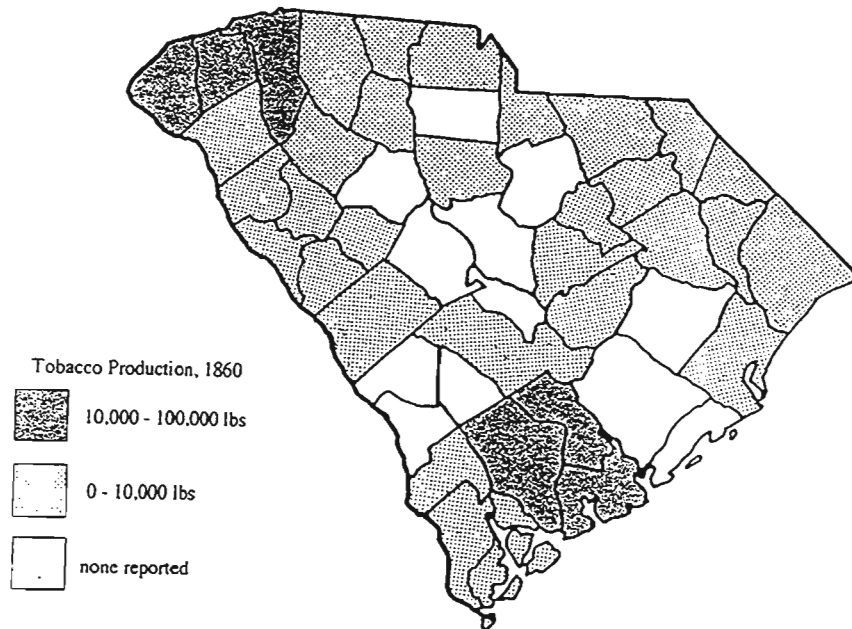 Tobacco Production, 1860
10,000 - 100,000 lbs
0 - 10,000 lbs
none reported